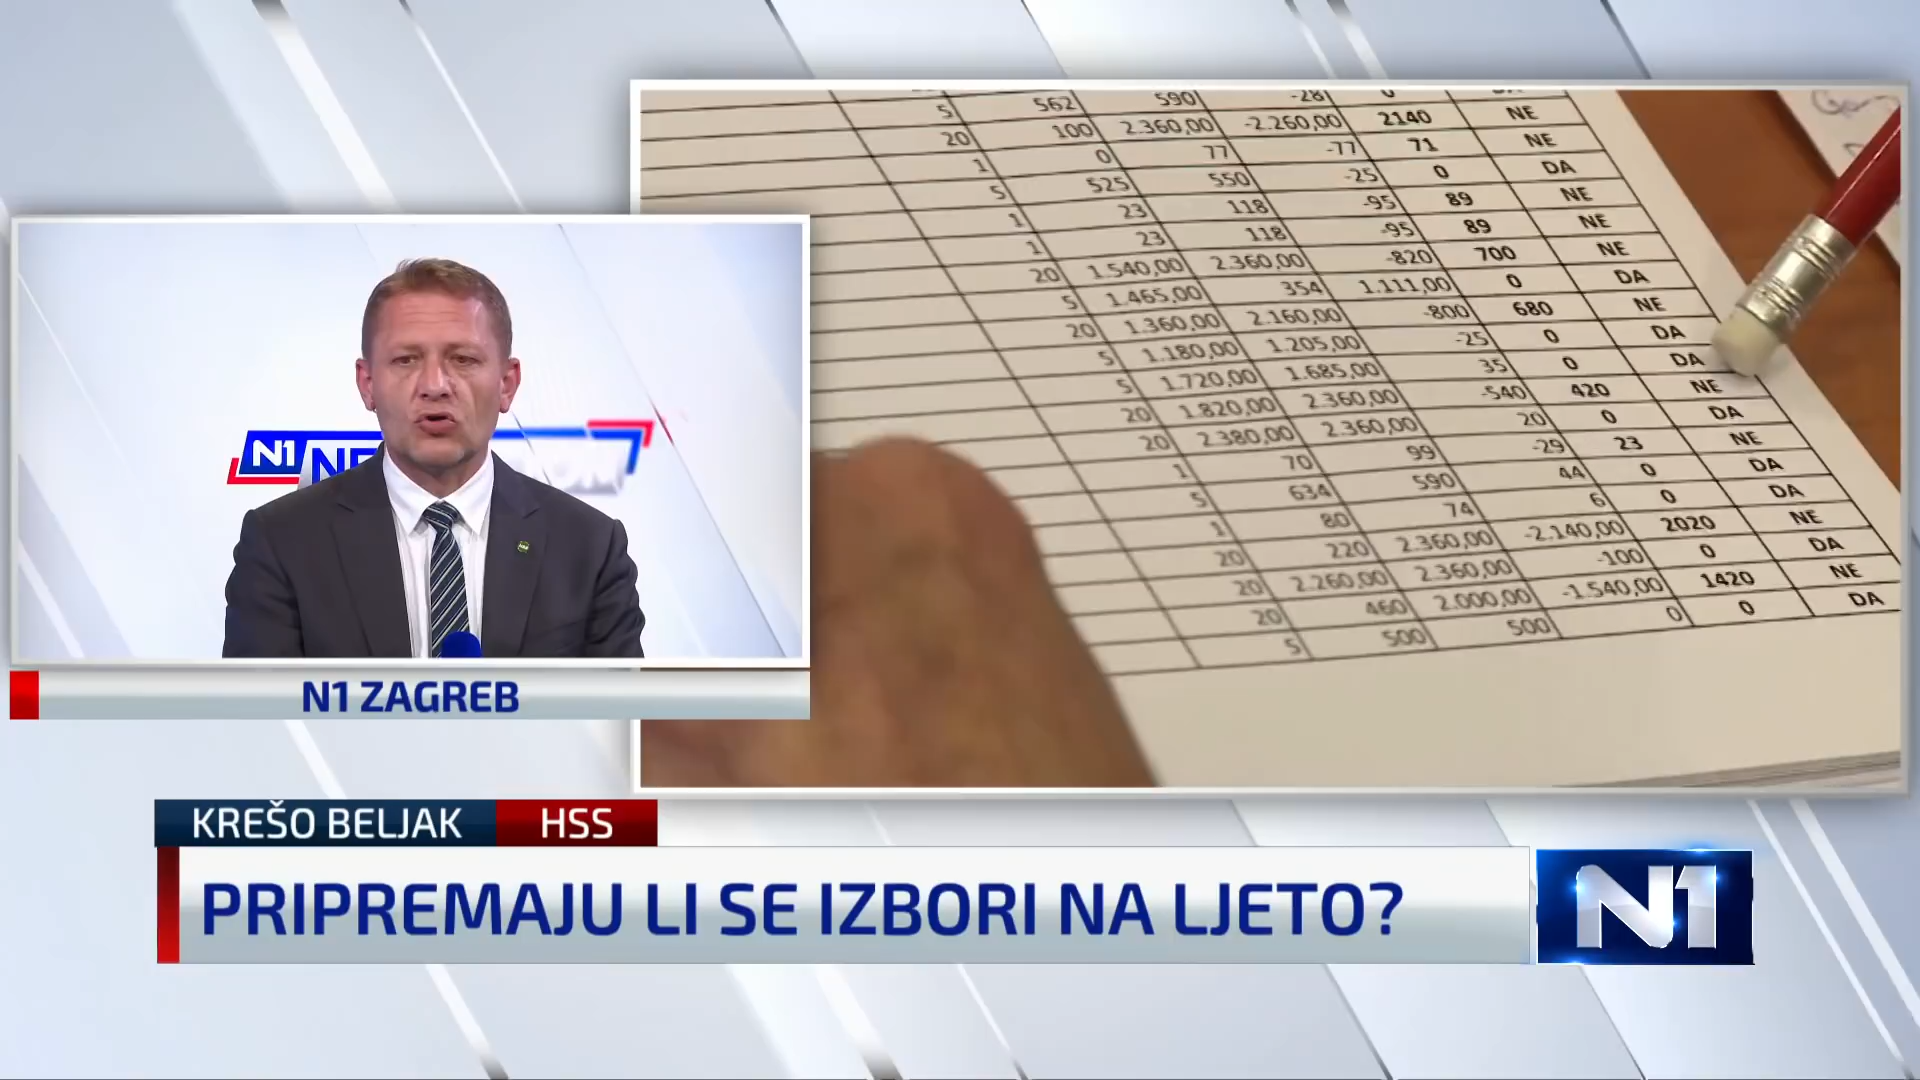 5 562 590 -28 0 DA
20 100 2.360,00 -2.260,00 2140 NE
1 0 77 -77 71 NE
5 525 550 -25 0 DA
1 23 118 -95 89 NE
1 23 118 -95 89 NE
20 1.540,00 2.360,00 -820 700 NE
5 1.465,00 354 1.111,00 0 DA
20 1.360,00 2.160,00 -800 680 NE
5 1.180,00 1.205,00 -25 0 DA
5 1.720,00 1.685,00 35 0 DA
20 1.820,00 2.360,00 -540 420 NE
20 2.380,00 2.360,00 20 0 DA
1 70 99 -29 23 NE
5 634 590 44 0 DA
1 80 74 6 0 DA
20 220 2.360,00 -2.140,00 2020 NE
20 2.260,00 2.360,00 -100 0 DA
20 460 2.000,00 -1.540,00 1420 NE
5 500 500 0 0 DA
N1
N1 ZAGREB
KREŠO BELJAK HSS
PRIPREMAJU LI SE IZBORI NA LJETO?
N1